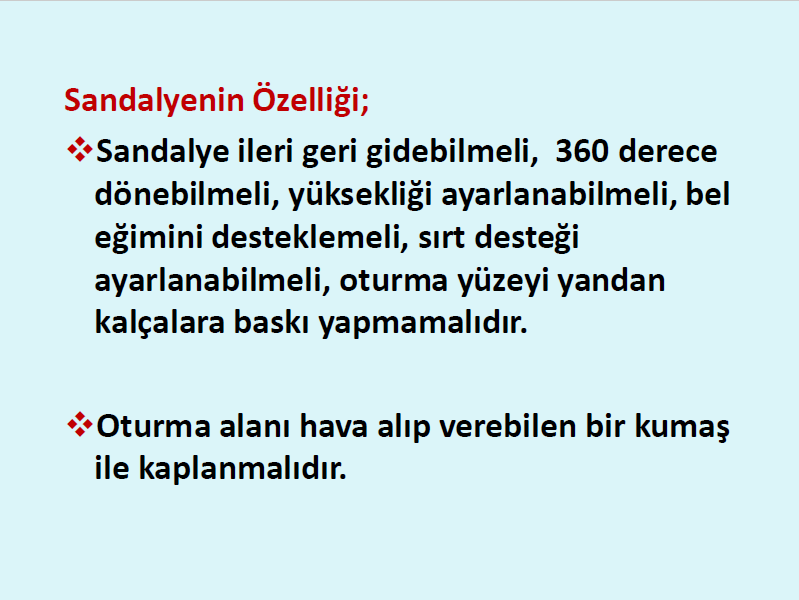 Sandalyenin Özelliği;
❖Sandalye ileri geri gidebilmeli,  360 derece
dönebilmeli, yüksekliği ayarlanabilmeli, bel
eğimini desteklemeli, sırt desteği
ayarlanabilmeli, oturma yüzeyi yandan
kalçalara baskı yapmamalıdır.
❖Oturma alanı hava alıp verebilen bir kumaş
ile kaplanmalıdır.